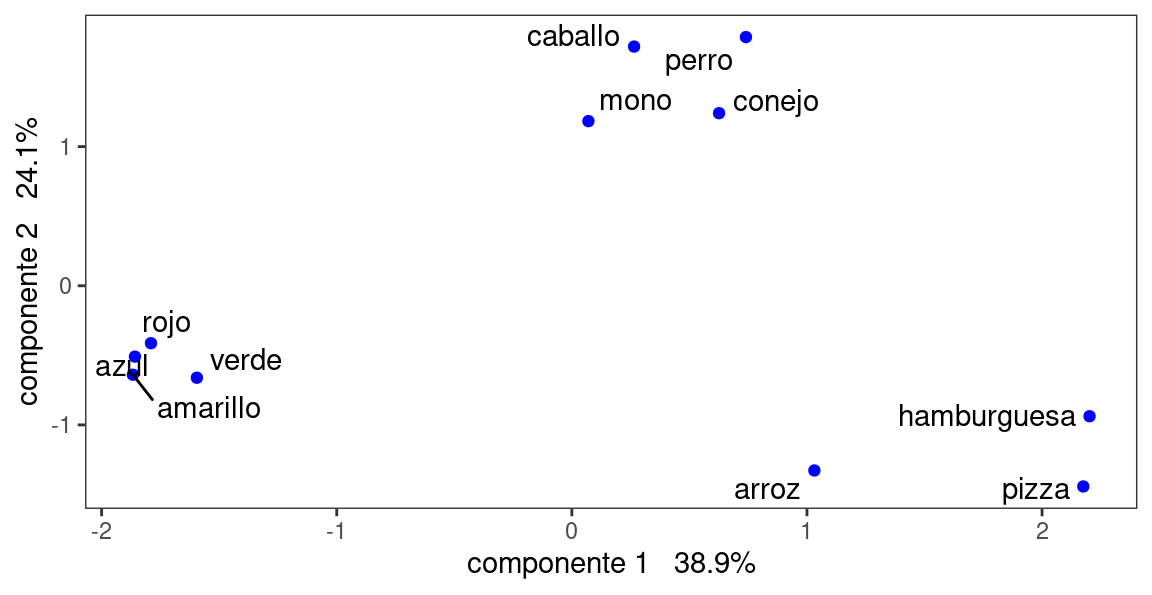 caballo
perro
mono
conejo
1
componente 2 24.1%
0
rojo
azul
verde
amarillo
-1
hamburguesa
arroz
pizza
-2 -1 0 1 2
componente 1 38.9%